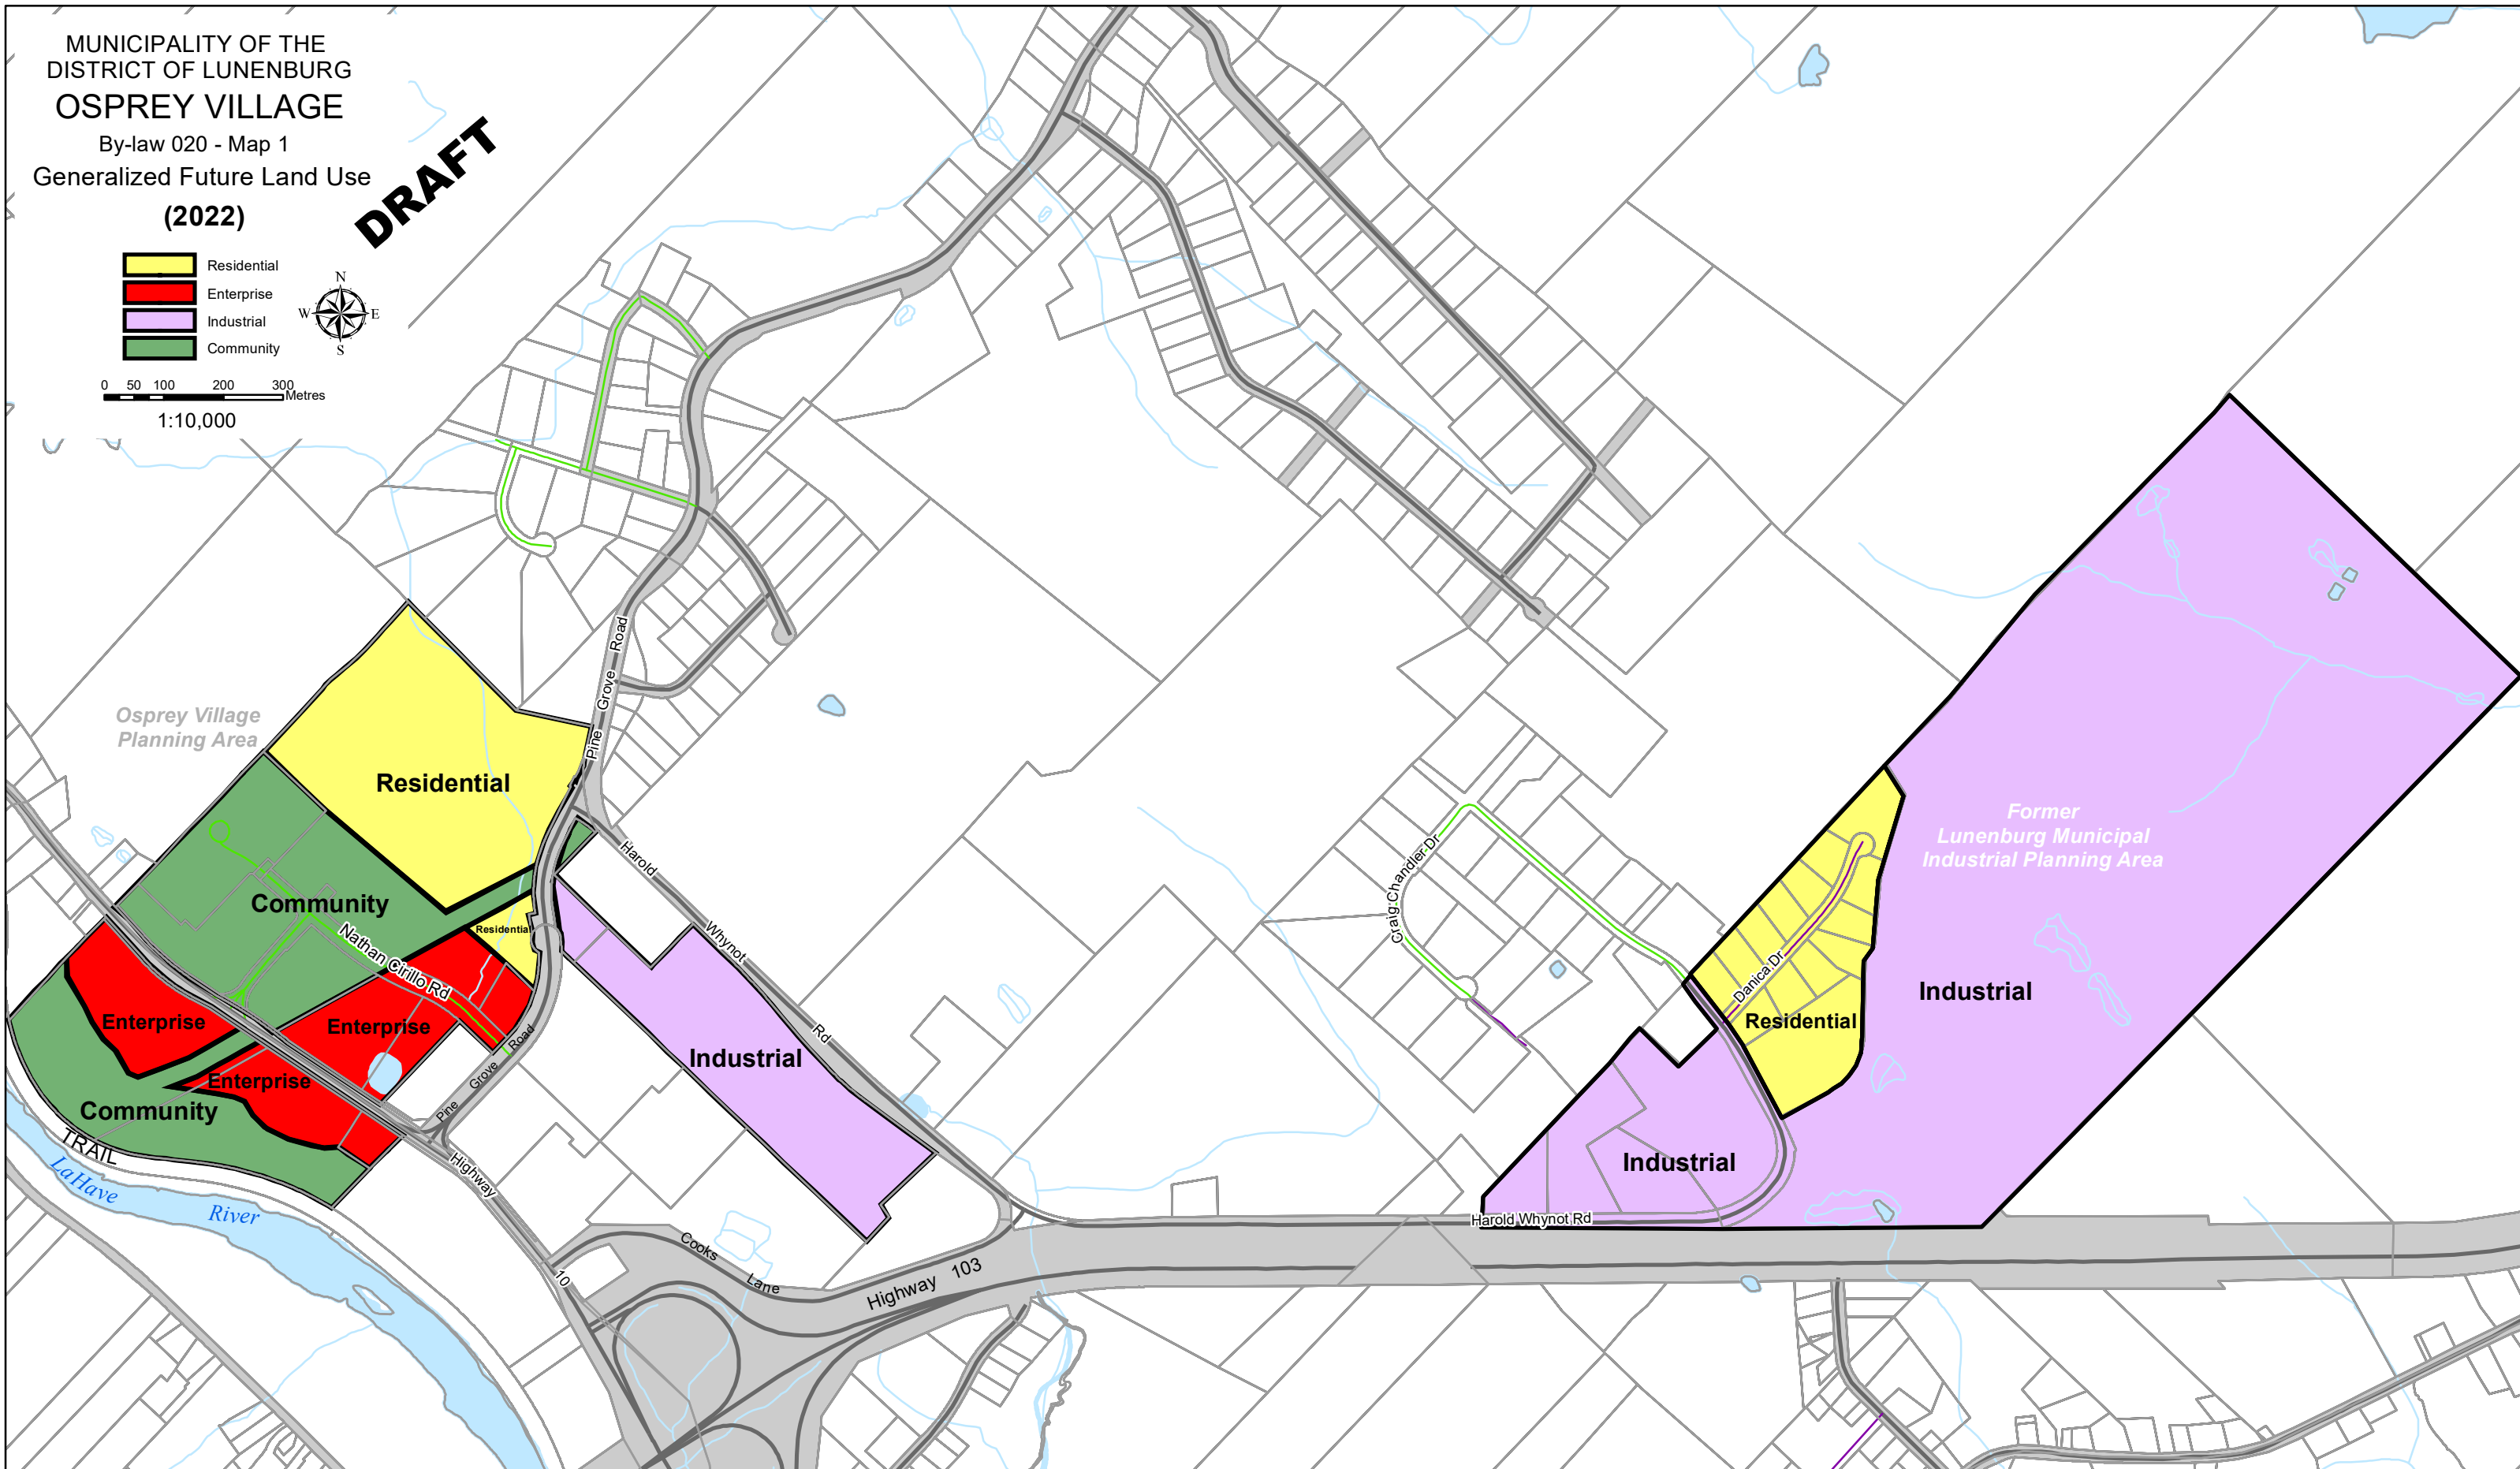 MUNICIPALITY OF THE
DISTRICT OF LUNENBURG
OSPREY VILLAGE
By-law 020 - Map 1
Generalized Future Land Use
(2022)
DRAFT
Residential
Enterprise
Industrial
Community
N
W
E
S
0 50 100 200 300
Metres
1:10,000
Osprey Village
Planning Area
Residential
Pine Grove Road
Community
Residential
Nathan Cirillo Rd
Enterprise
Enterprise
Enterprise
Community
Pine Grove Road
TRAIL
LaHave
River
Highway
10
Harold
Whynot
Rd
Industrial
Cooks
Lane
Highway 103
Craig Chandler Dr
Danica Dr
Residential
Former
Lunenburg Municipal
Industrial Planning Area
Industrial
Industrial
Harold Whynot Rd